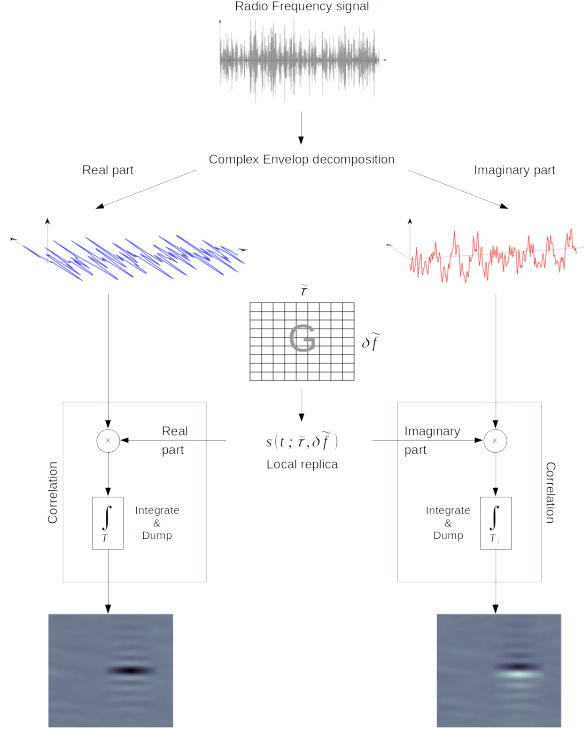 Radio Frequency signal
Complex Envelop decomposition
Real part
Imaginary part
τ̃
G
δf̃
s(t; τ̃, δf̃)
Local replica
Real
part
Imaginary
part
x
x
Correlation
Correlation
∫
T
Integrate
&
Dump
Integrate
&
Dump
∫
T